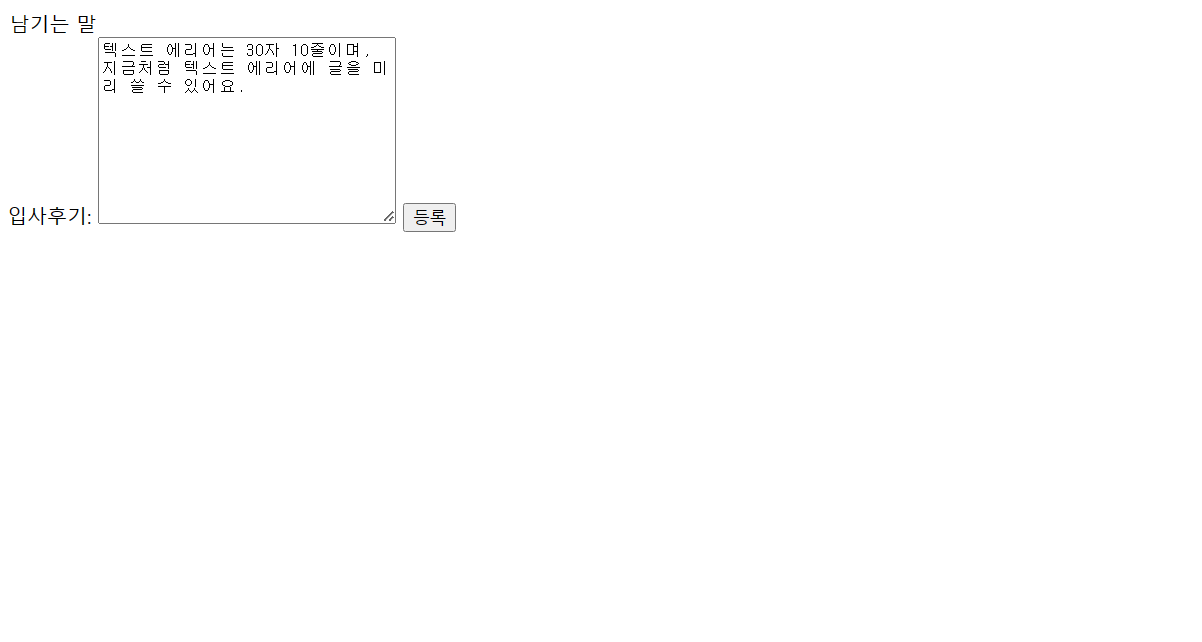 남기는 말
텍스트 에리어는 30자 10줄이며,
지금처럼 텍스트 에리어에 글을 미
리 쓸 수 있어요.
입사후기:
등록